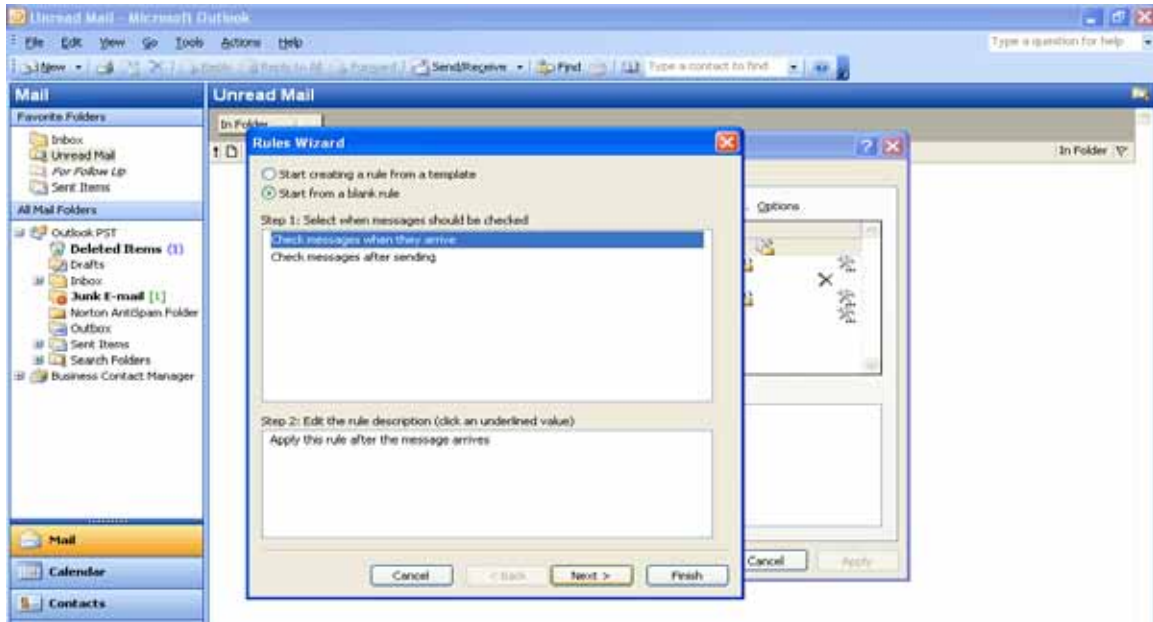 Unread Mail - Microsoft Outlook
File Edit View Go Tools Actions Help
Type a question for help
New Reply Reply to All Forward Send/Receive Find Type a contact to find
Mail
Unread Mail
Favorite Folders
Inbox
Unread Mail
For Follow Up
Sent Items
All Mail Folders
Outlook PST
Deleted Items (1)
Drafts
Inbox
Junk E-mail [1]
Norton AntiSpam Folder
Outbox
Sent Items
Search Folders
Business Contact Manager
Mail
Calendar
Contacts
In Folder
In Folder
Rules Wizard
Start creating a rule from a template
Start from a blank rule
Step 1: Select when messages should be checked
Check messages when they arrive
Check messages after sending
Step 2: Edit the rule description (click an underlined value)
Apply this rule after the message arrives
Cancel < Back Next > Finish
Options
Cancel Apply